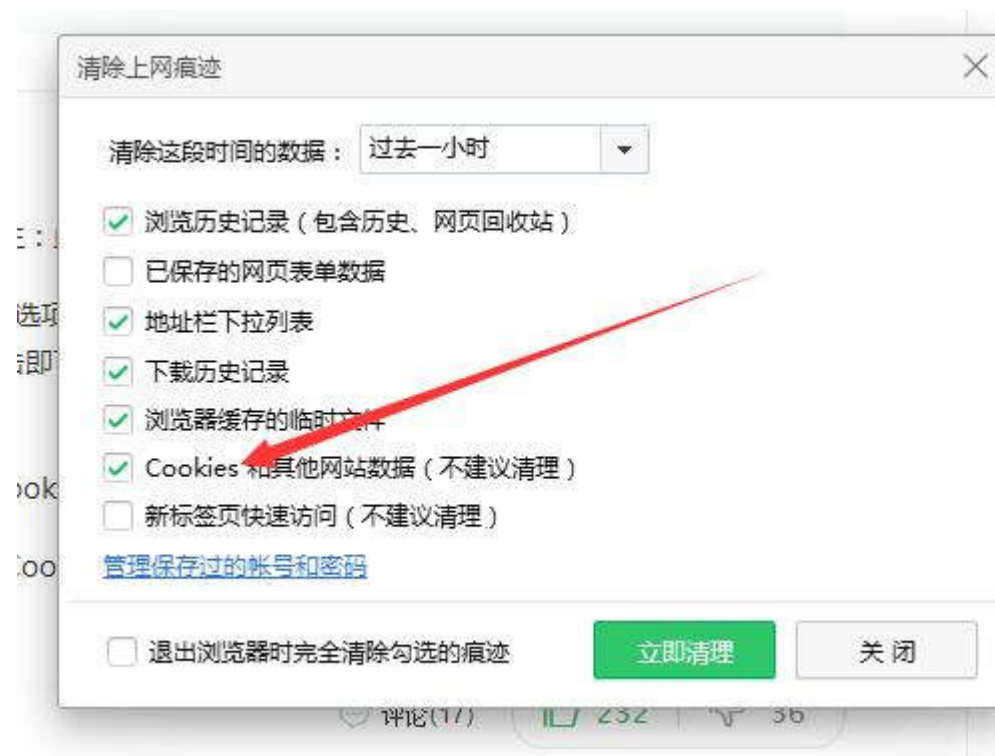 清除上网痕迹
清除这段时间的数据： 过去一小时
浏览历史记录（包含历史、网页回收站）
已保存的网页表单数据
地址栏下拉列表
选项
下载历史记录
浏览器缓存的临时文件
Cookies 和其他网站数据（不建议清理）
新标签页快速访问（不建议清理）
管理保存过的帐号和密码
退出浏览器时完全清除勾选的痕迹 立即清理 关闭
评论(17) 232 36